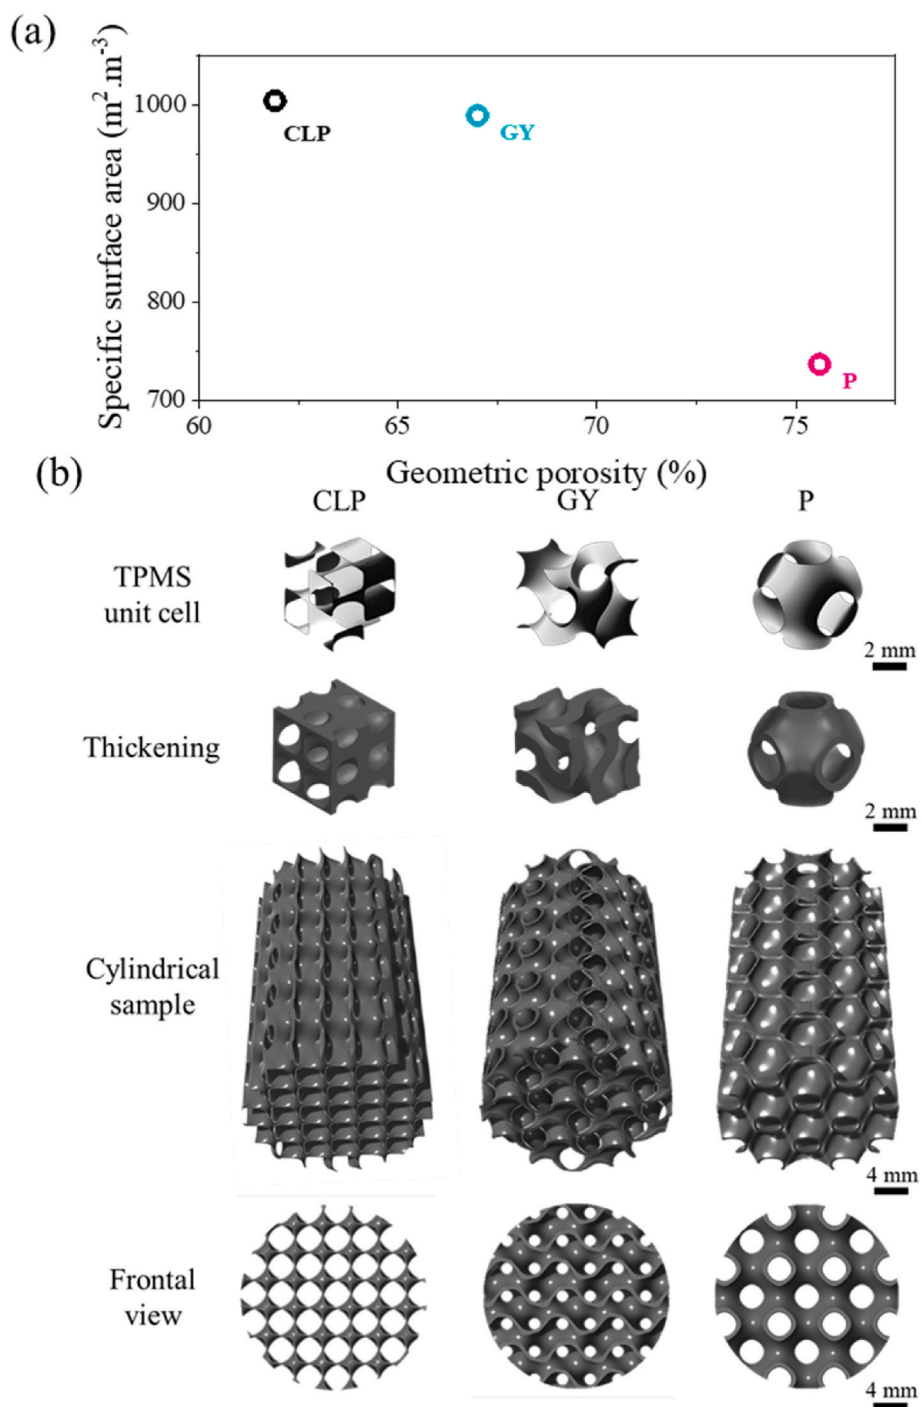 (a)
Specific surface area (m².m⁻³)
1000
900
800
700
CLP
GY
P
60
65
70
75
Geometric porosity (%)
(b)
CLP
GY
P
TPMS
unit cell
2 mm
Thickening
2 mm
Cylindrical
sample
4 mm
Frontal
view
4 mm